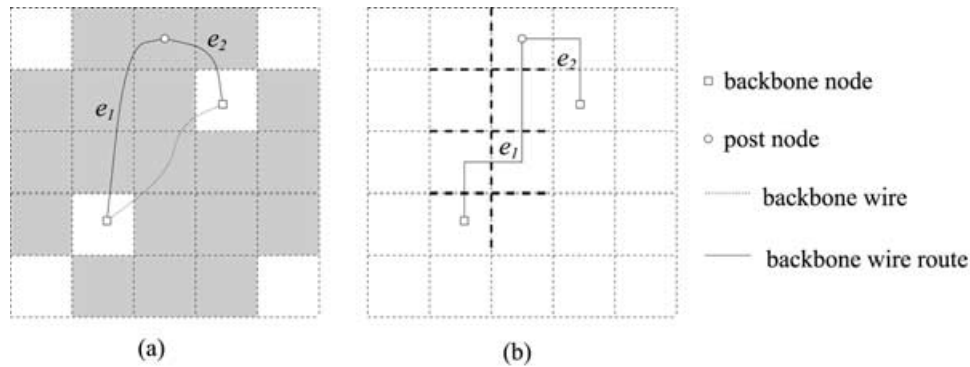 e2
e1
(a)
e2
e1
(b)
backbone node
post node
backbone wire
backbone wire route